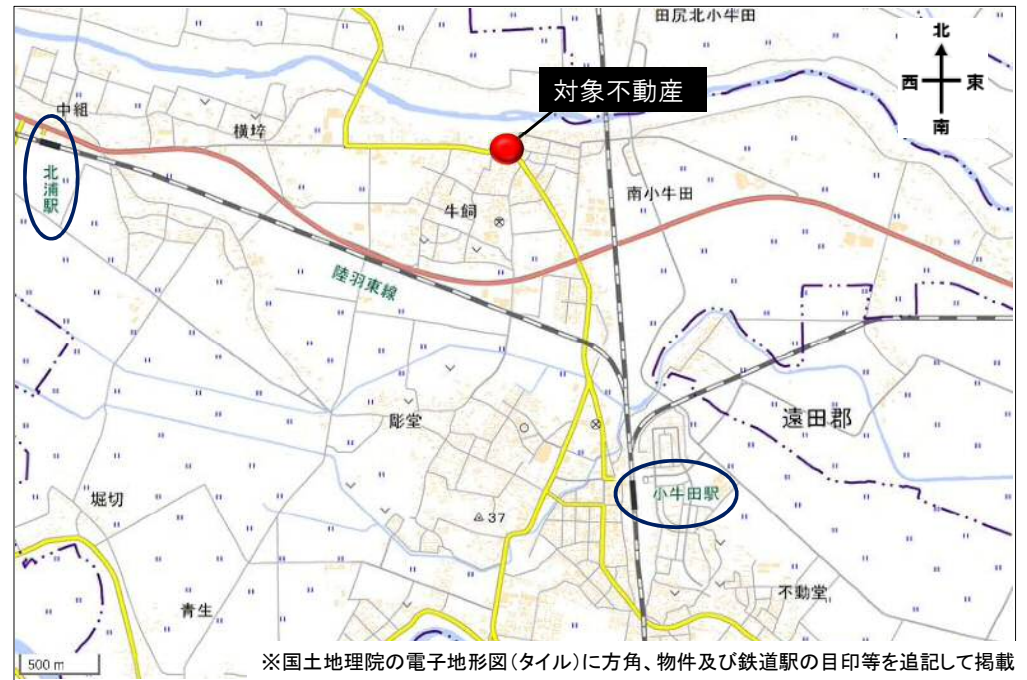 田尻北小牛田
北
西
東
南
対象不動産
中組
横埣
北浦駅
牛飼
南小牛田
陸羽東線
彫堂
遠田郡
小牛田駅
堀切
37
不動堂
青生
500 m
※国土地理院の電子地形図(タイル)に方角、物件及び鉄道駅の目印等を追記して掲載